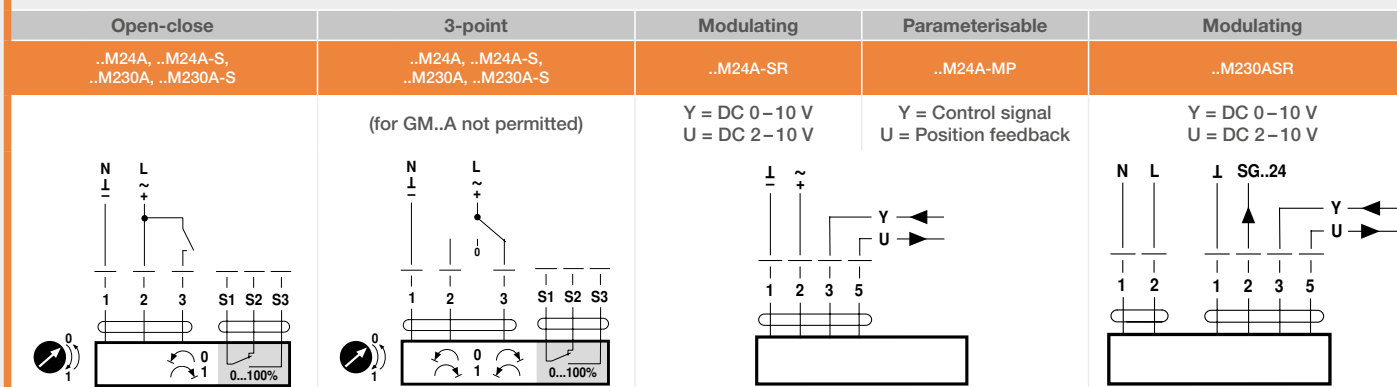 Open-close 3-point Modulating Parameterisable Modulating
..M24A, ..M24A-S, ..M230A, ..M230A-S
..M24A, ..M24A-S, ..M230A, ..M230A-S
..M24A-SR ..M24A-MP ..M230ASR
(for GM..A not permitted)
Y = DC 0–10 V
U = DC 2–10 V
Y = Control signal
U = Position feedback
Y = DC 0–10 V
U = DC 2–10 V
N L
⊥ ~
– +
1 2 3 S1 S2 S3
0
1
0
1
0...100%
N L
⊥ ~
– +
0
1 2 3 S1 S2 S3
0
1
0
1
0...100%
⊥ ~
– +
Y
U
1 2 3 5
N L ⊥ SG..24
Y
U
1 2 1 2 3 5